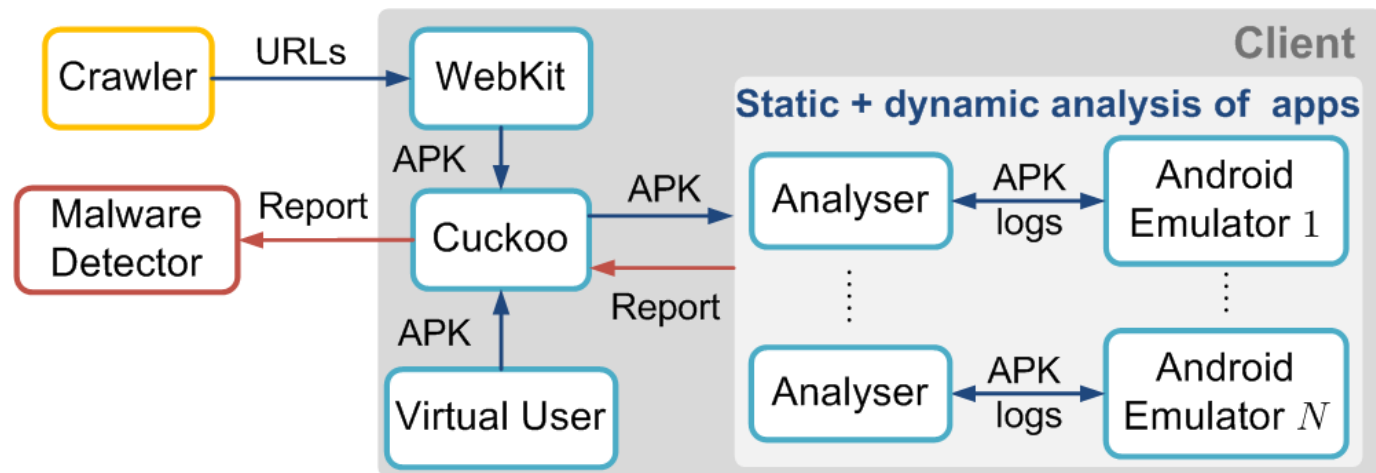 Client
Crawler
URLs
WebKit
Static + dynamic analysis of apps
APK
Malware
Detector
Report
Cuckoo
APK
Report
APK
Virtual User
Analyser
APK
logs
Android
Emulator 1
Analyser
APK
logs
Android
Emulator N